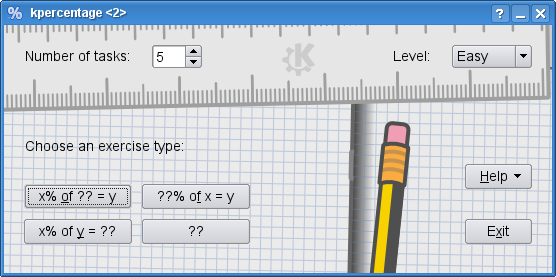 % kpercentage <2>
Number of tasks: 5 Level: Easy
Choose an exercise type:
Help
x% of ?? = y ??% of x = y
x% of y = ?? ?? Exit